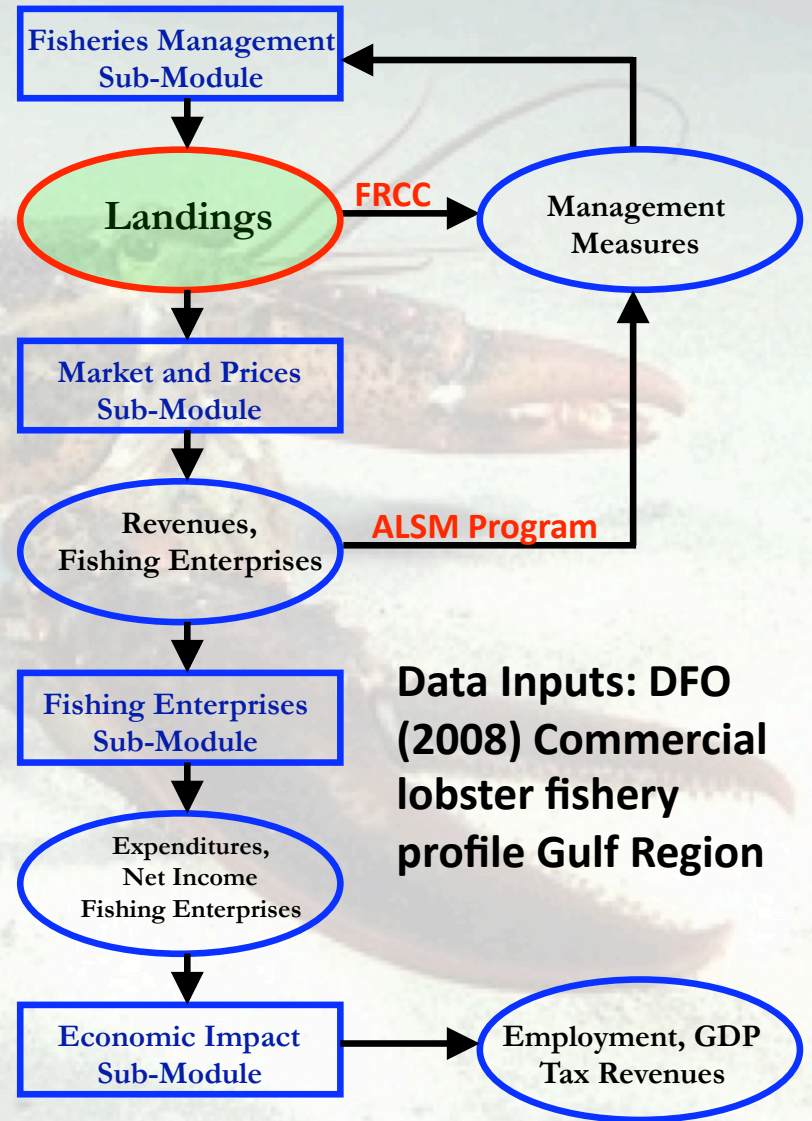 Fisheries Management
Sub-Module
Landings
FRCC
Management
Measures
Market and Prices
Sub-Module
Revenues,
Fishing Enterprises
ALSM Program
Fishing Enterprises
Sub-Module
Data Inputs: DFO
(2008) Commercial
lobster fishery
profile Gulf Region
Expenditures,
Net Income
Fishing Enterprises
Economic Impact
Sub-Module
Employment, GDP
Tax Revenues